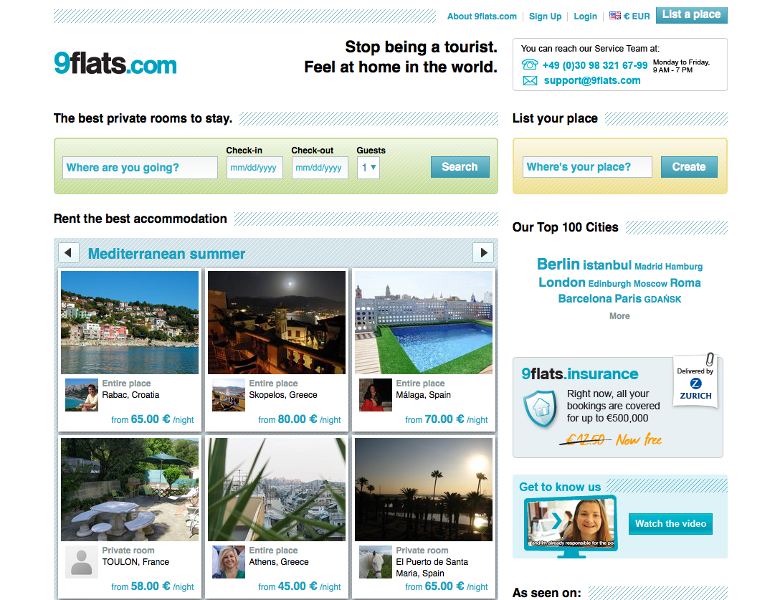 About 9flats.com | Sign Up | Login | € EUR List a place
9flats.com
Stop being a tourist.
Feel at home in the world.
You can reach our Service Team at:
+49 (0)30 98 321 67-99 Monday to Friday.
9 AM - 7 PM
support@9flats.com
The best private rooms to stay.
Check-in Check-out Guests
Where are you going? mm/dd/yyyy mm/dd/yyyy 1 Search
List your place
Where's your place? Create
Rent the best accommodation
Mediterranean summer
Entire place
Rabac, Croatia
from 65.00 € /night
Entire place
Skopelos, Greece
from 80.00 € /night
Entire place
Málaga, Spain
from 70.00 € /night
Private room
TOULON, France
from 58.00 € /night
Entire place
Athens, Greece
from 45.00 € /night
Private room
El Puerto de Santa
Maria, Spain
from 65.00 € /night
Our Top 100 Cities
Berlin istanbul Madrid Hamburg
London Edinburgh Moscow Roma
Barcelona Paris GDAŃSK
More
9flats.insurance
Delivered by
ZURICH
Right now, all your
bookings are covered
for up to €500,000
€12.50 Now free
Get to know us
and im already responsible for the po
Watch the video
As seen on: